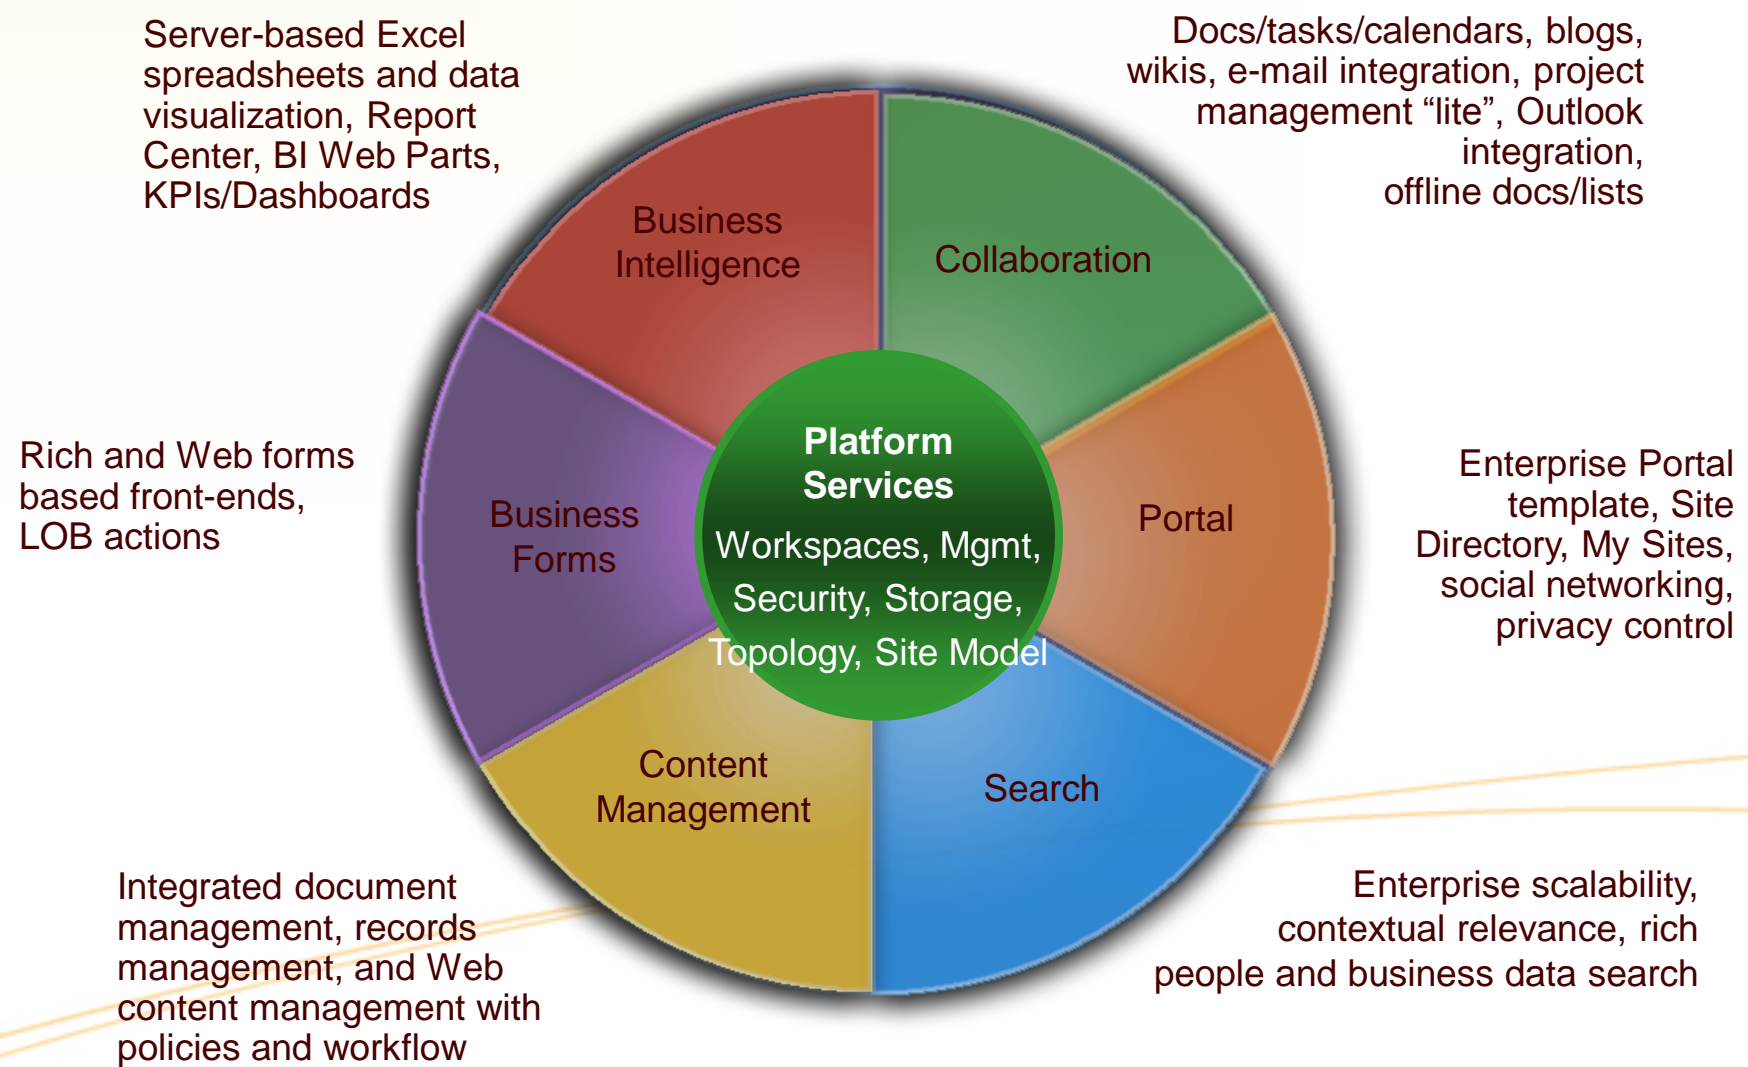 Server-based Excel
spreadsheets and data
visualization, Report
Center, BI Web Parts,
KPIs/Dashboards
Docs/tasks/calendars, blogs,
wikis, e-mail integration, project
management “lite”, Outlook
integration,
offline docs/lists
Business
Intelligence
Collaboration
Rich and Web forms
based front-ends,
LOB actions
Business
Forms
Platform
Services
Workspaces, Mgmt,
Security, Storage,
Topology, Site Model
Portal
Enterprise Portal
template, Site
Directory, My Sites,
social networking,
privacy control
Content
Management
Search
Integrated document
management, records
management, and Web
content management with
policies and workflow
Enterprise scalability,
contextual relevance, rich
people and business data search